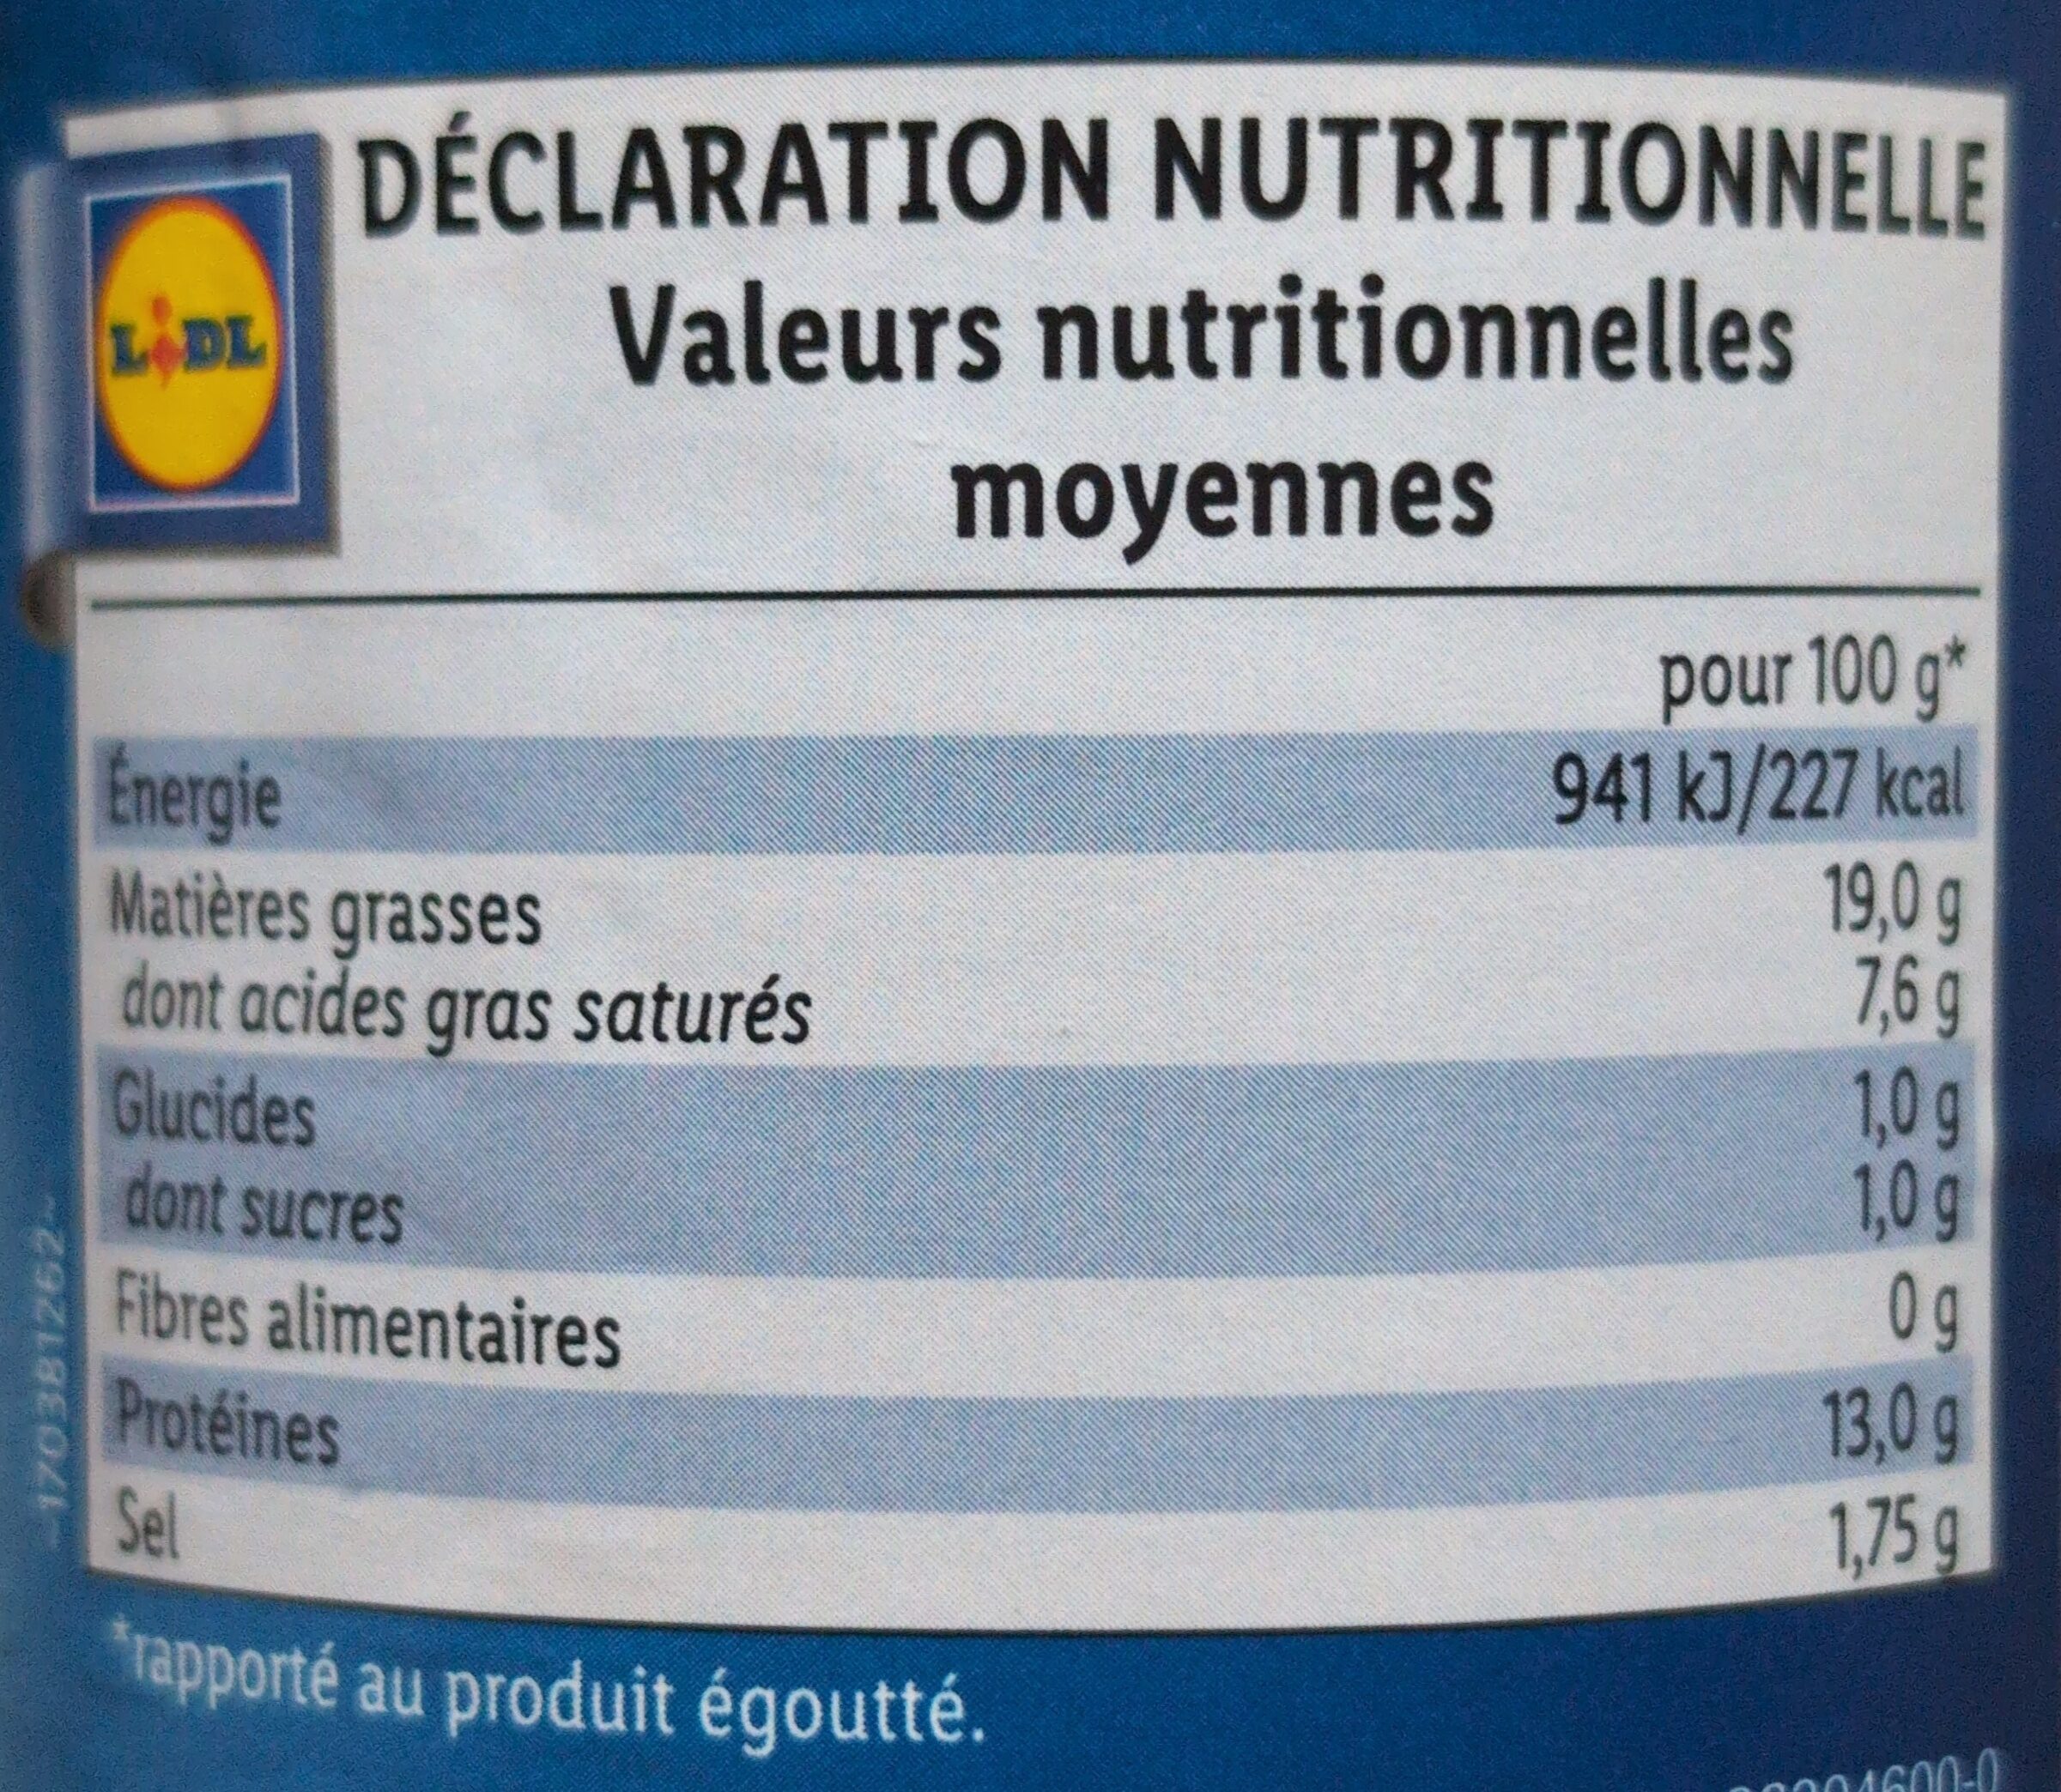 LIDL
DÉCLARATION NUTRITIONNELLE
Valeurs nutritionnelles
moyennes
pour 100 g*
Énergie 941 kJ/227 kcal
Matières grasses 19,0 g
dont acides gras saturés 7,6 g
Glucides 1,0 g
dont sucres 1,0 g
Fibres alimentaires 0 g
Protéines 13,0 g
Sel 1,75 g
*rapporté au produit égoutté.